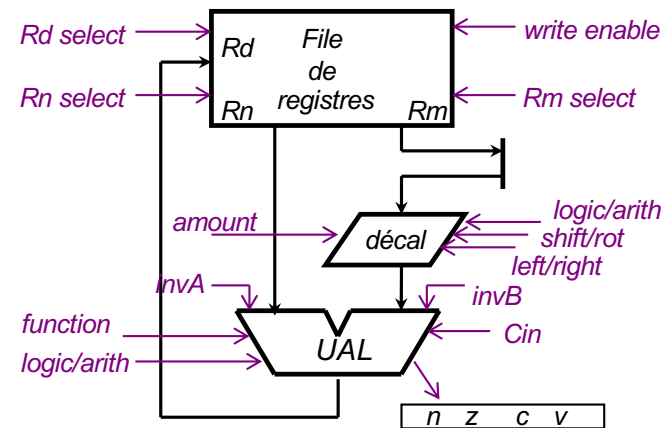 Rd select
File
write enable
Rd
de
Rn select
registres
Rm select
Rn
Rm
amount
logic/arith
décal
shift/rot
left/right
invA
invB
function
Cin
UAL
logic/arith
n z c v